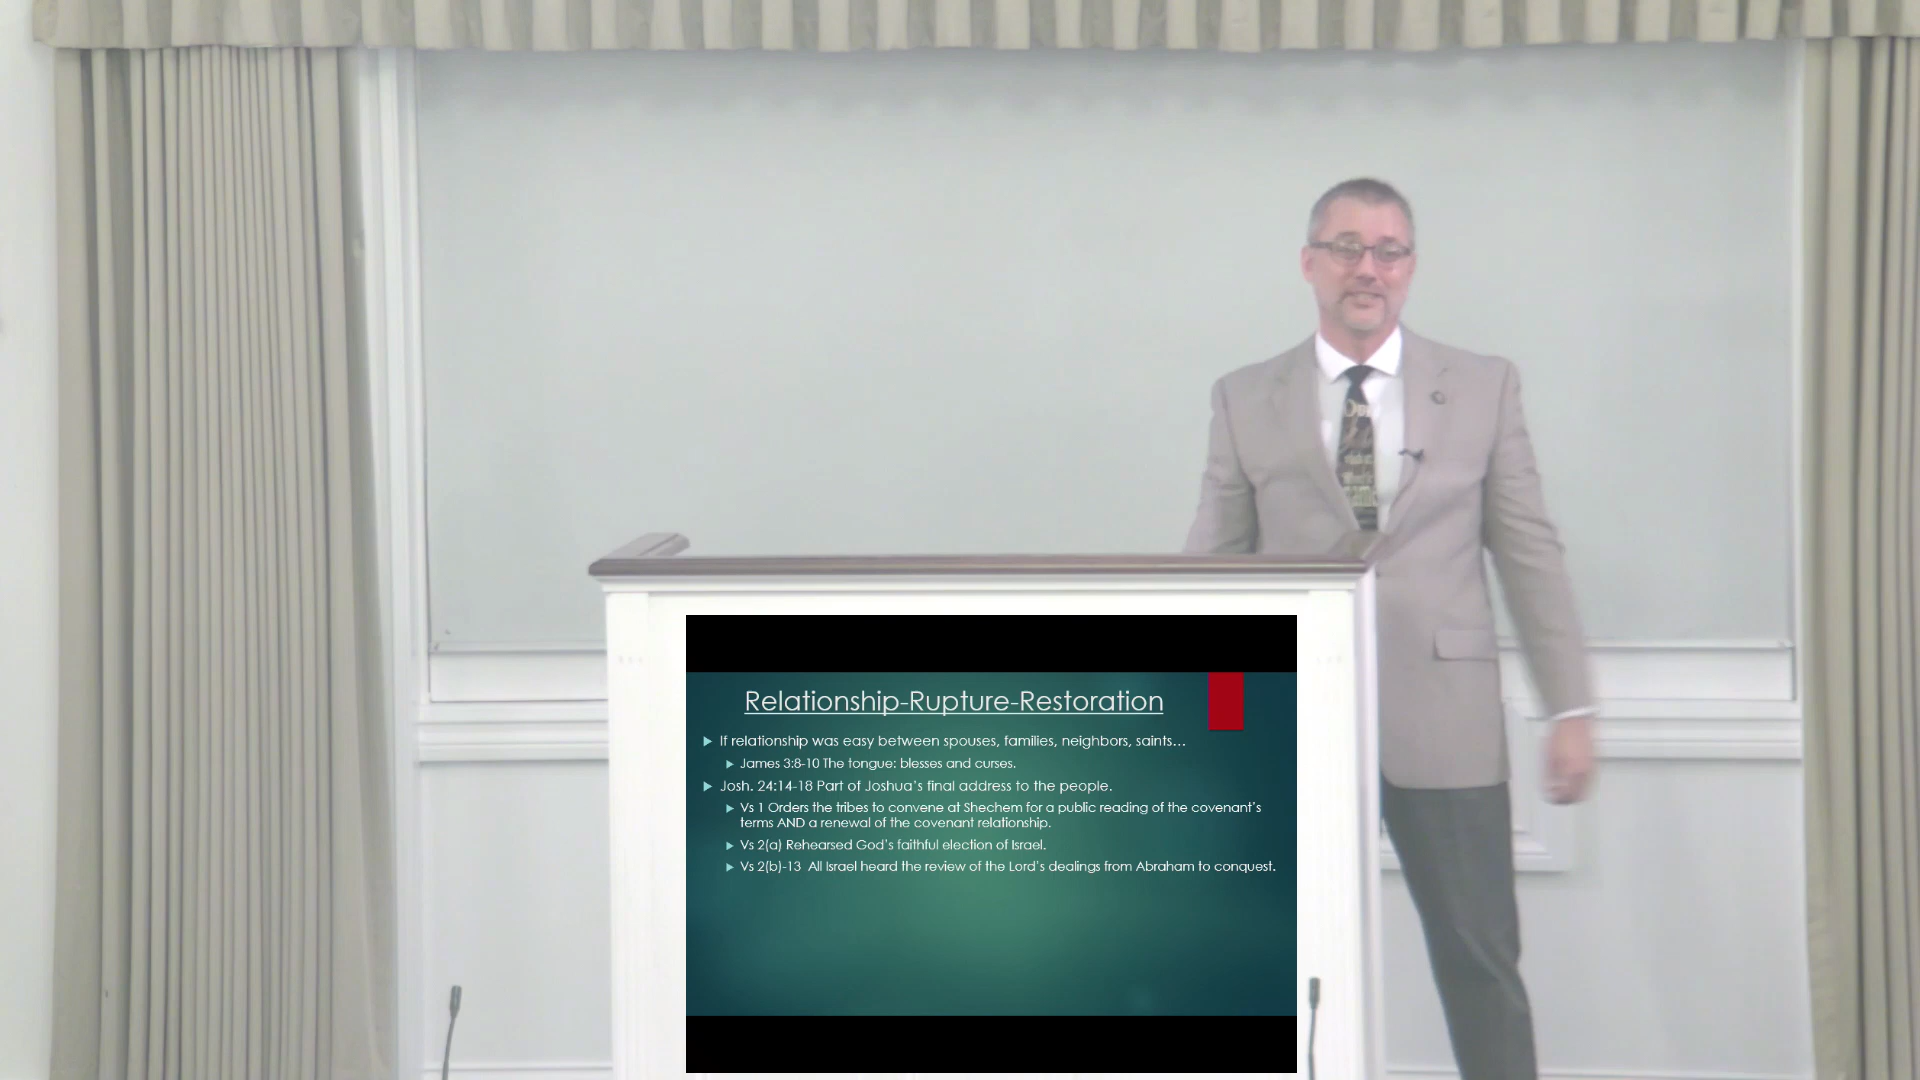 Relationship-Rupture-Restoration
If relationship was easy between spouses, families, neighbors, saints…
James 3:8-10 The tongue: blesses and curses.
Josh. 24:14-18 Part of Joshua's final address to the people.
Vs 1 Orders the tribes to convene at Shechem for a public reading of the covenant's
terms AND a renewal of the covenant relationship.
Vs 2(a) Rehearsed God's faithful election of Israel.
Vs 2(b)-13 All Israel heard the review of the Lord's dealings from Abraham to conquest.